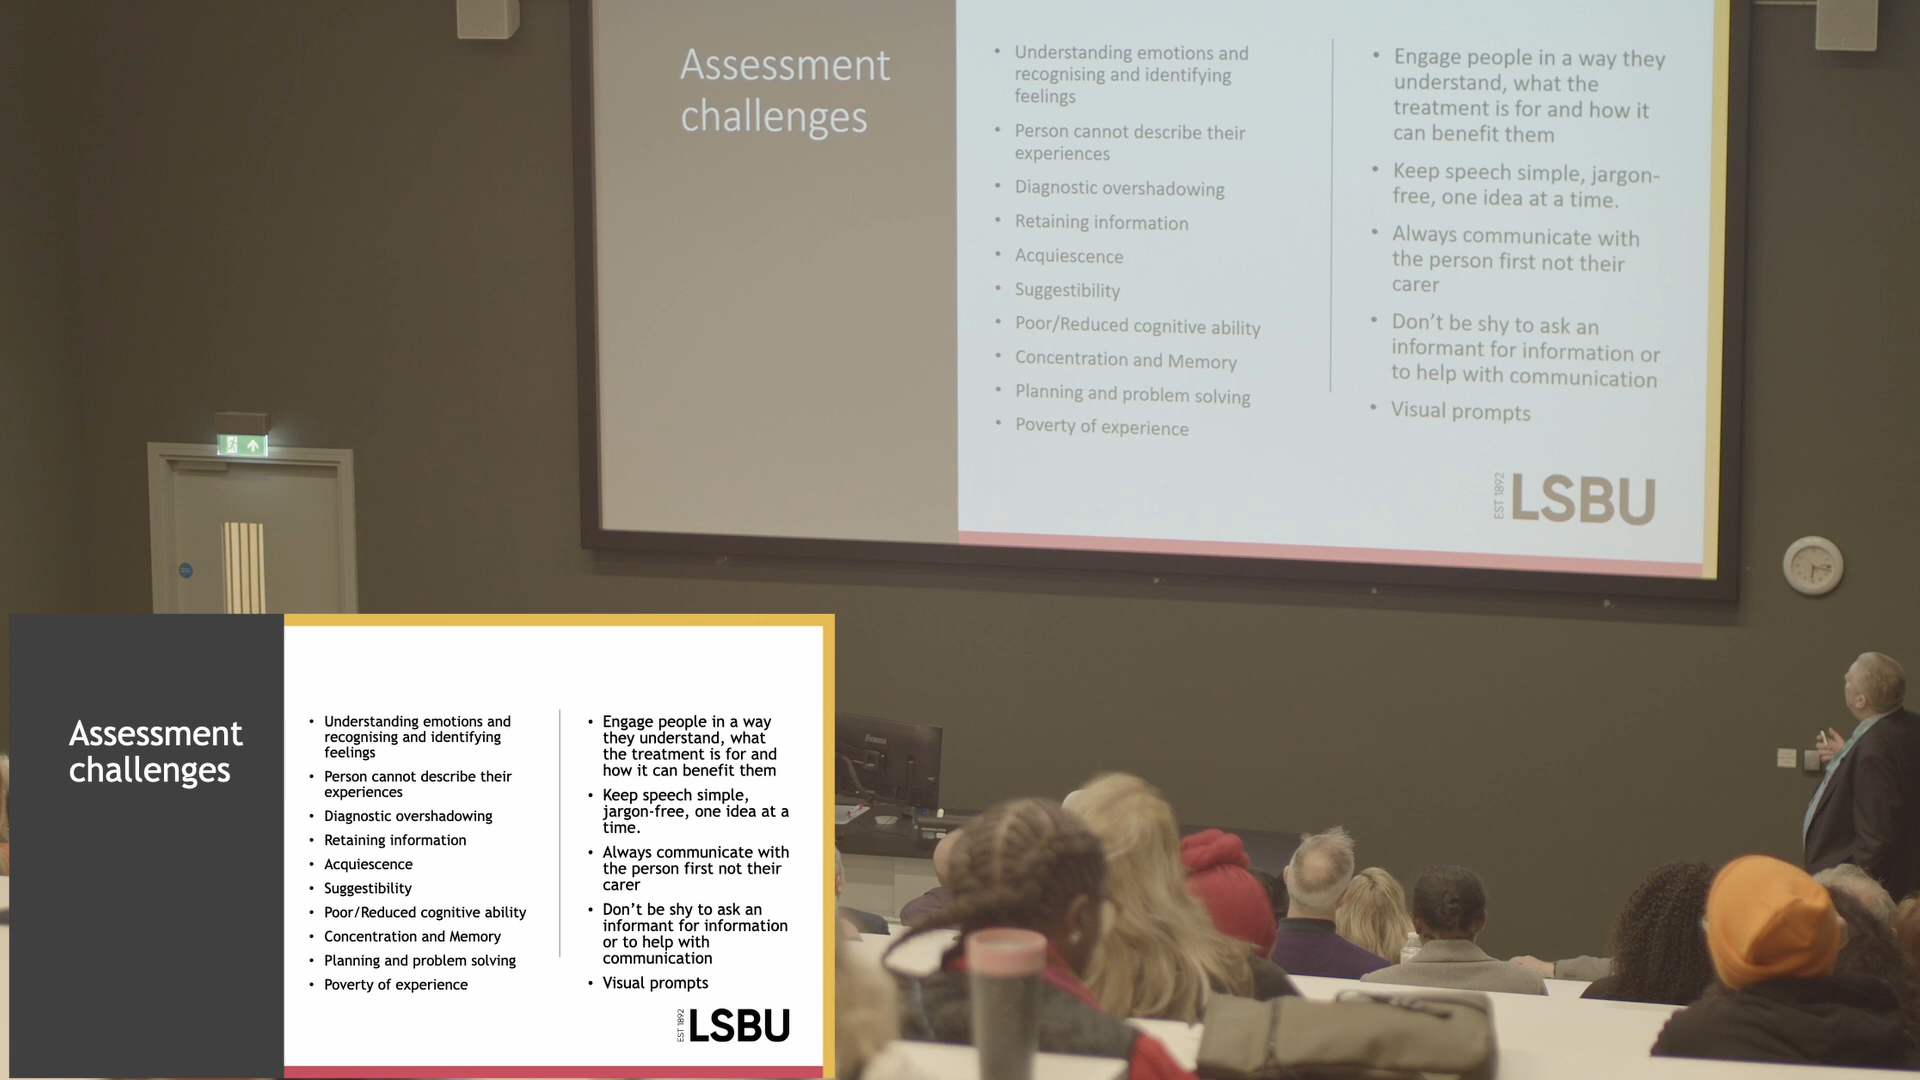 Assessment
challenges
• Understanding emotions and
recognising and identifying
feelings
• Person cannot describe their
experiences
• Diagnostic overshadowing
• Retaining information
• Acquiescence
• Suggestibility
• Poor/Reduced cognitive ability
• Concentration and Memory
• Planning and problem solving
• Poverty of experience
• Engage people in a way they
understand, what the
treatment is for and how it
can benefit them
• Keep speech simple, jargon-
free, one idea at a time.
• Always communicate with
the person first not their
carer
• Don't be shy to ask an
informant for information or
to help with communication
• Visual prompts
EST 1892
LSBU
Assessment
challenges
• Understanding emotions and
recognising and identifying
feelings
• Person cannot describe their
experiences
• Diagnostic overshadowing
• Retaining information
• Acquiescence
• Suggestibility
• Poor/Reduced cognitive ability
• Concentration and Memory
• Planning and problem solving
• Poverty of experience
• Engage people in a way
they understand, what
the treatment is for and
how it can benefit them
• Keep speech simple,
jargon-free, one idea at a
time.
• Always communicate with
the person first not their
carer
• Don't be shy to ask an
informant for information
or to help with
communication
• Visual prompts
EST 1892
LSBU